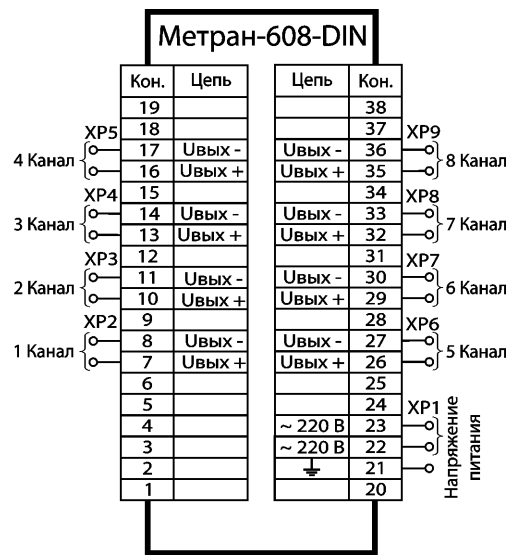 Метран-608-DIN
Кон. Цепь Цепь Кон.
19 38
18 37
XP5 XP9
17 Uвых - Uвых - 36
4 Канал 8 Канал
16 Uвых + Uвых + 35
15 34
XP4 XP8
14 Uвых - Uвых - 33
3 Канал 7 Канал
13 Uвых + Uвых + 32
12 31
XP3 XP7
11 Uвых - Uвых - 30
2 Канал 6 Канал
10 Uвых + Uвых + 29
9 28
XP2 XP6
8 Uвых - Uвых - 27
1 Канал 5 Канал
7 Uвых + Uвых + 26
6 25
5 24
XP1
4 ~ 220 В 23
3 ~ 220 В 22
2 21
1 20
Напряжение
питания